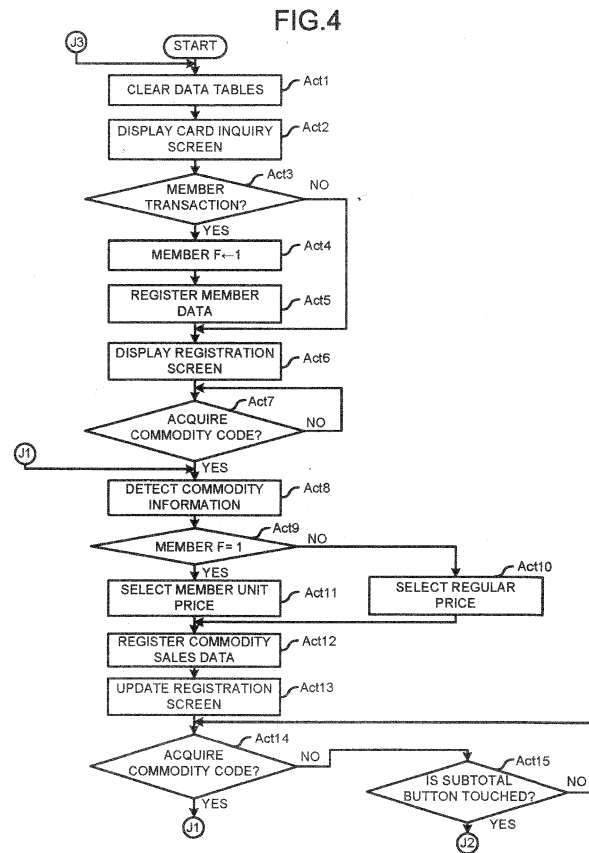 FIG.4
J3
START
CLEAR DATA TABLES
Act1
DISPLAY CARD INQUIRY
SCREEN
Act2
Act3
MEMBER
TRANSACTION?
NO
YES
MEMBER F←1
Act4
REGISTER MEMBER
DATA
Act5
DISPLAY REGISTRATION
SCREEN
Act6
Act7
ACQUIRE
COMMODITY CODE?
NO
J1
YES
DETECT COMMODITY
INFORMATION
Act8
Act9
MEMBER F= 1
NO
YES
SELECT MEMBER UNIT
PRICE
Act11
Act10
SELECT REGULAR
PRICE
REGISTER COMMODITY
SALES DATA
Act12
UPDATE REGISTRATION
SCREEN
Act13
Act14
ACQUIRE
COMMODITY CODE?
NO
YES
J1
Act15
IS SUBTOTAL
BUTTON TOUCHED?
NO
YES
J2